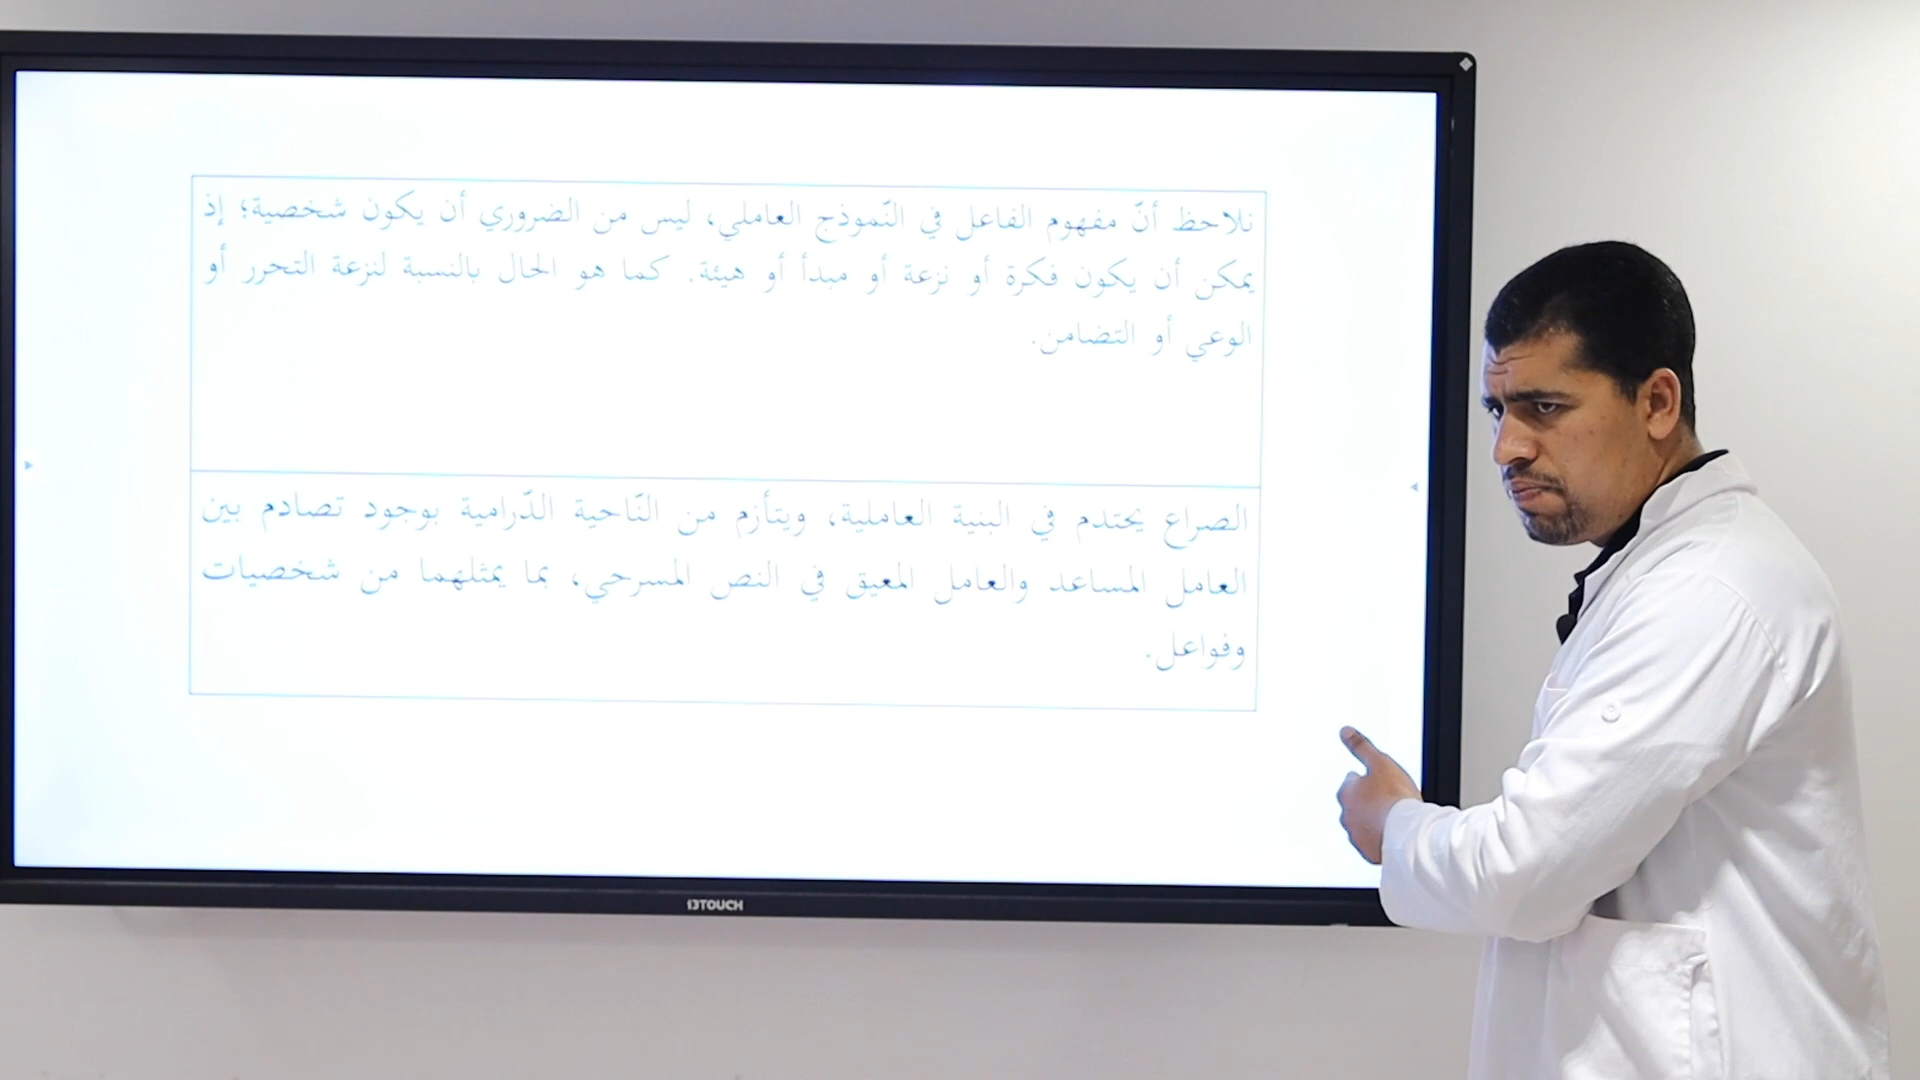 نلاحظ أنّ مفهوم الفاعل في النّموذج العاملي، ليس من الضروري أن يكون شخصية؛ إذ
يمكن أن يكون فكرة أو نزعة أو مبدأ أو هيئة. كما هو الحال بالنسبة لنزعة التحرر أو
الوعي أو التضامن.
الصراع يحتدم في البنية العاملية، ويتأزم من النّاحية الدّرامية بوجود تصادم بين
العامل المساعد والعامل المعيق في النص المسرحي، بما يمثلهما من شخصيات
وفواعل.
i3TOUCH